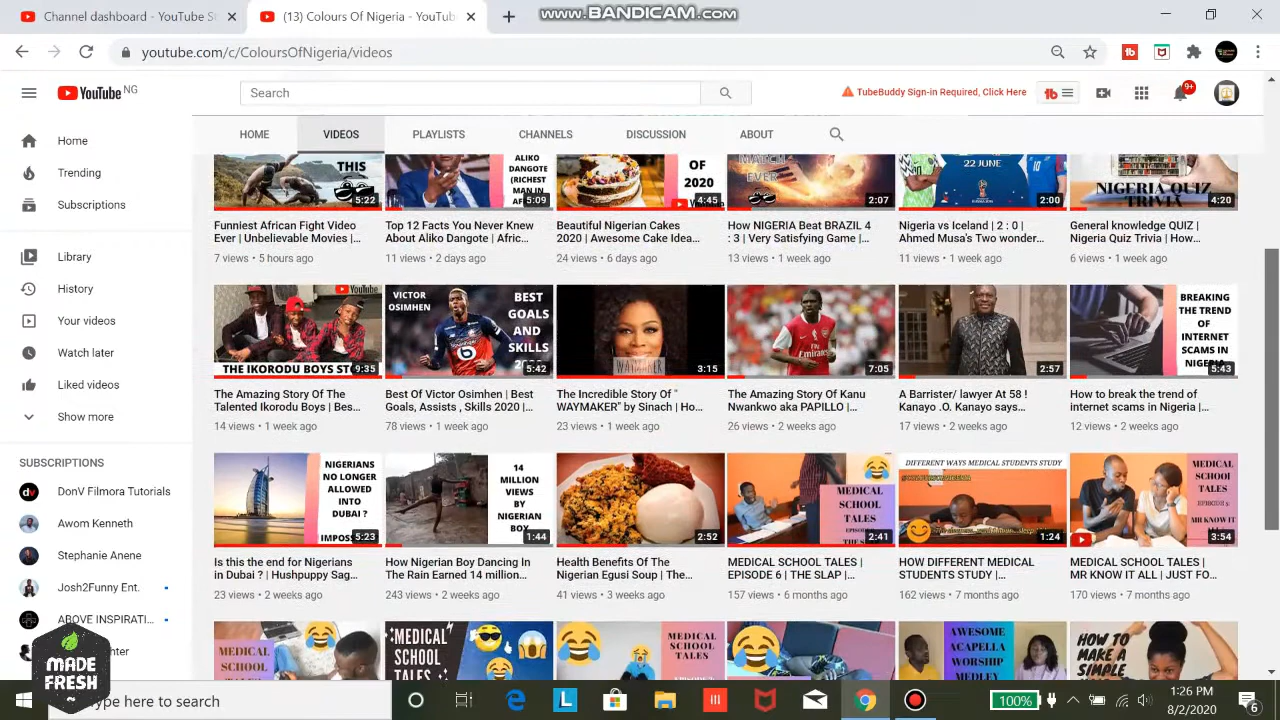 Channel dashboard - YouTube S
(13) Colours Of Nigeria - YouTub
www.BANDICAM.com
youtube.com/c/ColoursOfNigeria/videos
YouTube NG
Search
TubeBuddy Sign-in Required, Click Here
9+
HOME
VIDEOS
PLAYLISTS
CHANNELS
DISCUSSION
ABOUT
Home
Trending
Subscriptions
Library
History
Your videos
Watch later
Liked videos
Show more
SUBSCRIPTIONS
DonV Filmora Tutorials
Awom Kenneth
Stephanie Anene
Josh2Funny Ent.
ABOVE INSPIRATI...
nter
THIS
5:22
ALIKO
DANGOTE
(RICHEST
MAN IN
5:09
OF
2020
4:45
MATCH
EVER
2:07
22 JUNE
2:00
NIGERIA QUIZ
TRIVIA
4:20
Funniest African Fight Video
Ever | Unbelievable Movies |...
7 views • 5 hours ago
Top 12 Facts You Never Knew
About Aliko Dangote | Afric...
11 views • 2 days ago
Beautiful Nigerian Cakes
2020 | Awesome Cake Idea...
24 views • 6 days ago
How NIGERIA Beat BRAZIL 4
: 3 | Very Satisfying Game |...
13 views • 1 week ago
Nigeria vs Iceland | 2 : 0 |
Ahmed Musa's Two wonder...
11 views • 1 week ago
General knowledge QUIZ |
Nigeria Quiz Trivia | How...
6 views • 1 week ago
YouTube
THE IKORODU BOYS ST
9:35
VICTOR
OSIMHEN
BEST
GOALS
AND
SKILLS
5:42
WAYMAKER
3:15
Emirates
7:05
2:57
BREAKING
THE TREND
OF
INTERNET
SCAMS IN
5:43
The Amazing Story Of The
Talented Ikorodu Boys | Bes...
14 views • 1 week ago
Best Of Victor Osimhen | Best
Goals, Assists , Skills 2020 |...
78 views • 1 week ago
The Incredible Story Of "
WAYMAKER" by Sinach | Ho...
23 views • 1 week ago
The Amazing Story Of Kanu
Nwankwo aka PAPILLO |...
26 views • 2 weeks ago
A Barrister/ lawyer At 58 !
Kanayo .O. Kanayo says...
17 views • 2 weeks ago
How to break the trend of
internet scams in Nigeria |...
12 views • 2 weeks ago
NIGERIANS
NO LONGER
ALLOWED
INTO
DUBAI ?
5:23
14
MILLION
VIEWS
BY
NIGERIAN
BOY
1:44
2:52
MEDICAL
SCHOOL
TALES
2:41
DIFFERENT WAYS MEDICAL STUDENTS STUDY
1:24
MEDICAL
SCHOOL
TALES
EPISODE 5:
MR KNOW IT
3:54
Is this the end for Nigerians
in Dubai ? | Hushpuppy Sag...
23 views • 2 weeks ago
How Nigerian Boy Dancing In
The Rain Earned 14 million...
243 views • 2 weeks ago
Health Benefits Of The
Nigerian Egusi Soup | The...
41 views • 3 weeks ago
MEDICAL SCHOOL TALES |
EPISODE 6 | THE SLAP |...
157 views • 6 months ago
HOW DIFFERENT MEDICAL
STUDENTS STUDY |...
162 views • 7 months ago
MEDICAL SCHOOL TALES |
MR KNOW IT ALL | JUST FO...
170 views • 7 months ago
MEDICAL
SCHOOL
MEDICAL
SCHOOL
TALES
MEDICAL
SCHOOL
TALES
AWESOME
ACAPELLA
WORSHIP
MEDLEY
HOW TO
MAKE A
SIMPLE
MADE
FRESH
ype here to search
100%
1:26 PM
8/2/2020
6